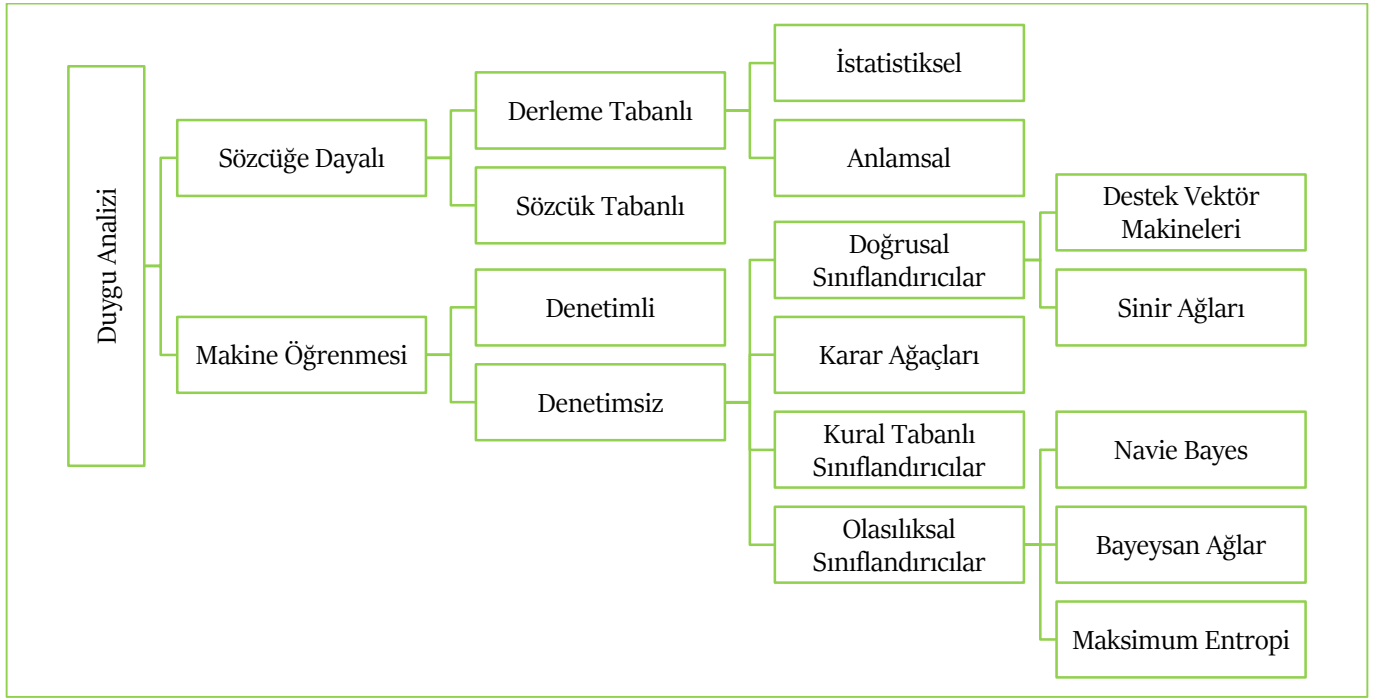 Duygu Analizi
Sözcüğe Dayalı
Derleme Tabanlı
İstatistiksel
Anlamsal
Sözcük Tabanlı
Makine Öğrenmesi
Denetimli
Denetimsiz
Doğrusal
Sınıflandırıcılar
Destek Vektör
Makineleri
Sinir Ağları
Karar Ağaçları
Kural Tabanlı
Sınıflandırıcılar
Olasılıksal
Sınıflandırıcılar
Navie Bayes
Bayeysan Ağlar
Maksimum Entropi